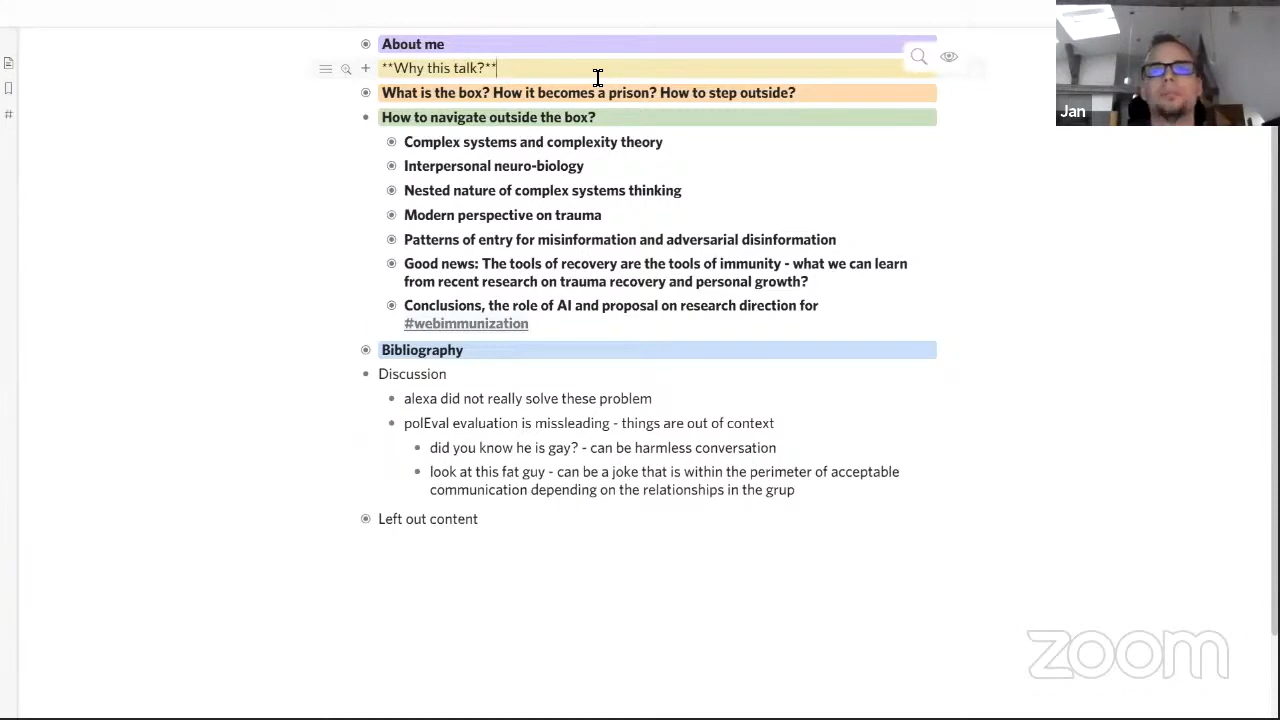 About me
**Why this talk?**
What is the box? How it becomes a prison? How to step outside?
How to navigate outside the box?
Complex systems and complexity theory
Interpersonal neuro-biology
Nested nature of complex systems thinking
Modern perspective on trauma
Patterns of entry for misinformation and adversarial disinformation
Good news: The tools of recovery are the tools of immunity - what we can learn
from recent research on trauma recovery and personal growth?
Conclusions, the role of AI and proposal on research direction for
#webimmunization
Bibliography
Discussion
alexa did not really solve these problem
polEval evaluation is missleading - things are out of context
did you know he is gay? - can be harmless conversation
look at this fat guy - can be a joke that is within the perimeter of acceptable
communication depending on the relationships in the grup
Left out content
Jan
zoom